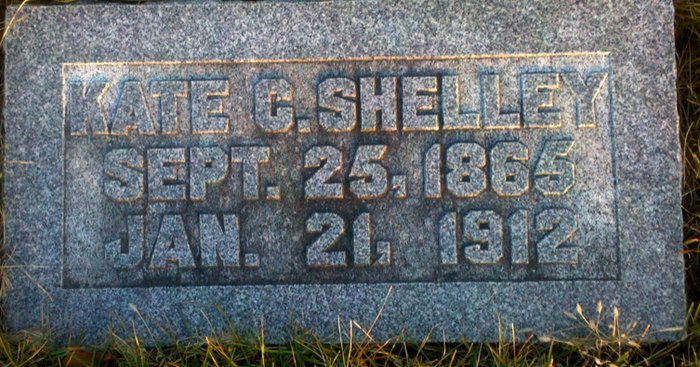 KATE C. SHELLEY
SEPT. 25, 1865
JAN. 21, 1912